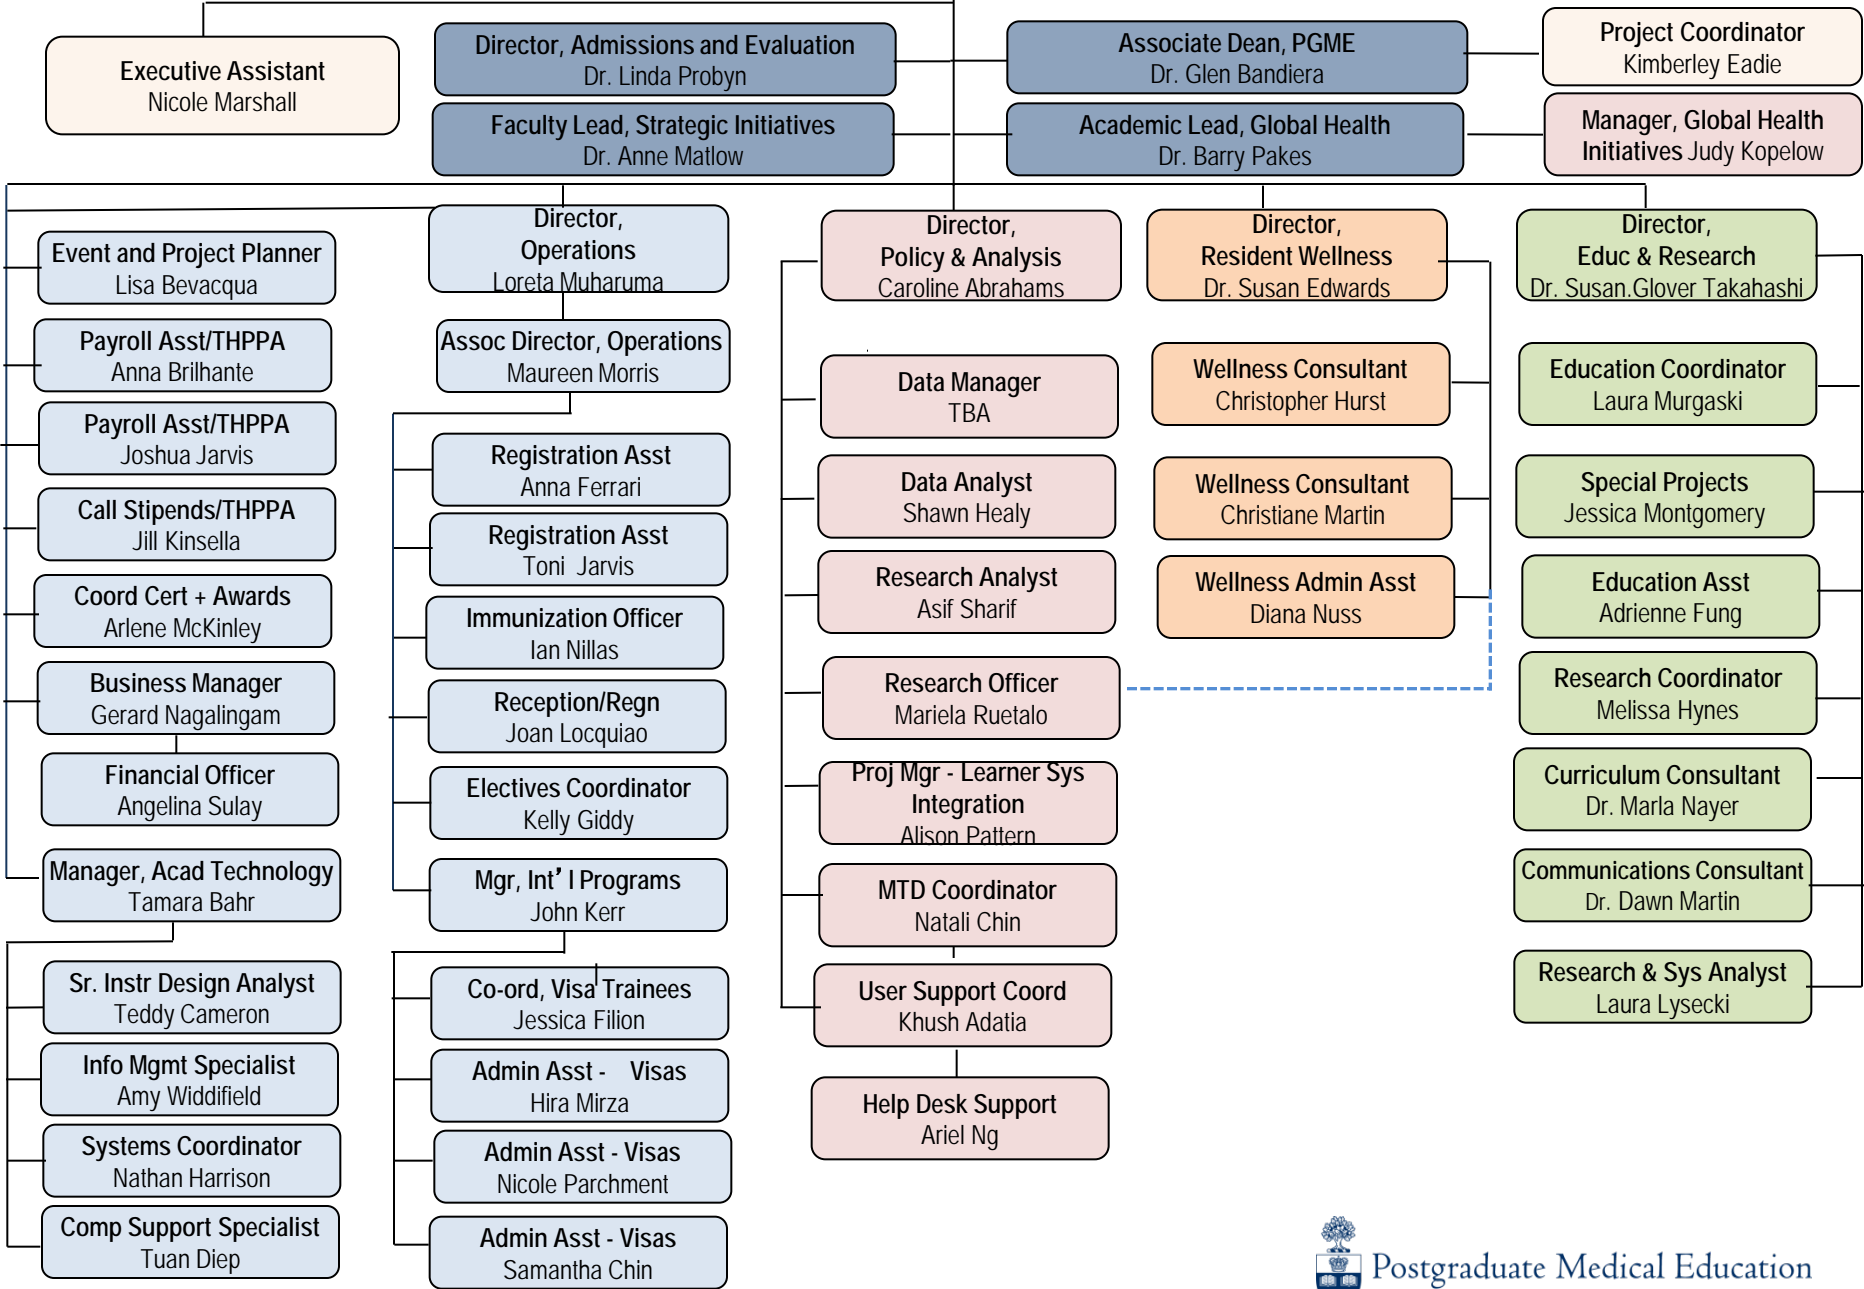 Executive Assistant
Nicole Marshall
Director, Admissions and Evaluation
Dr. Linda Probyn
Associate Dean, PGME
Dr. Glen Bandiera
Project Coordinator
Kimberley Eadie
Faculty Lead, Strategic Initiatives
Dr. Anne Matlow
Academic Lead, Global Health
Dr. Barry Pakes
Manager, Global Health
Initiatives Judy Kopelow
Event and Project Planner
Lisa Bevacqua
Payroll Asst/THPPA
Anna Brilhante
Payroll Asst/THPPA
Joshua Jarvis
Call Stipends/THPPA
Jill Kinsella
Coord Cert + Awards
Arlene McKinley
Business Manager
Gerard Nagalingam
Financial Officer
Angelina Sulay
Manager, Acad Technology
Tamara Bahr
Sr. Instr Design Analyst
Teddy Cameron
Info Mgmt Specialist
Amy Widdifield
Systems Coordinator
Nathan Harrison
Comp Support Specialist
Tuan Diep
Director,
Operations
Loreta Muharuma
Assoc Director, Operations
Maureen Morris
Registration Asst
Anna Ferrari
Registration Asst
Toni Jarvis
Immunization Officer
Ian Nillas
Reception/Regn
Joan Locquiao
Electives Coordinator
Kelly Giddy
Mgr, Int’ l Programs
John Kerr
Co-ord, Visa Trainees
Jessica Filion
Admin Asst - Visas
Hira Mirza
Admin Asst - Visas
Nicole Parchment
Admin Asst - Visas
Samantha Chin
Director,
Policy & Analysis
Caroline Abrahams
Data Manager
TBA
Data Analyst
Shawn Healy
Research Analyst
Asif Sharif
Research Officer
Mariela Ruetalo
Proj Mgr - Learner Sys
Integration
Alison Pattern
MTD Coordinator
Natali Chin
User Support Coord
Khush Adatia
Help Desk Support
Ariel Ng
Director,
Resident Wellness
Dr. Susan Edwards
Wellness Consultant
Christopher Hurst
Wellness Consultant
Christiane Martin
Wellness Admin Asst
Diana Nuss
Director,
Educ & Research
Dr. Susan.Glover Takahashi
Education Coordinator
Laura Murgaski
Special Projects
Jessica Montgomery
Education Asst
Adrienne Fung
Research Coordinator
Melissa Hynes
Curriculum Consultant
Dr. Marla Nayer
Communications Consultant
Dr. Dawn Martin
Research & Sys Analyst
Laura Lysecki
Postgraduate Medical Education